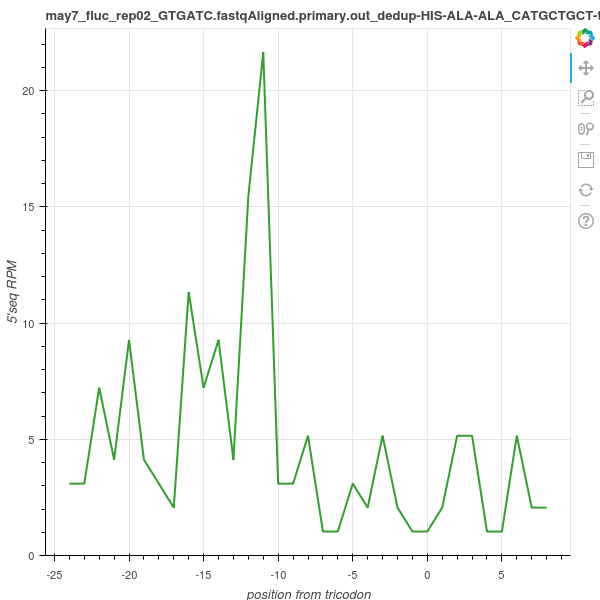 may7_fluc_rep02_GTGATC.fastqAligned.primary.out_dedup-HIS-ALA-ALA_CATGCTGCT-t
20
15
10
5
0
5'seq RPM
-25 -20 -15 -10 -5 0 5
position from tricodon